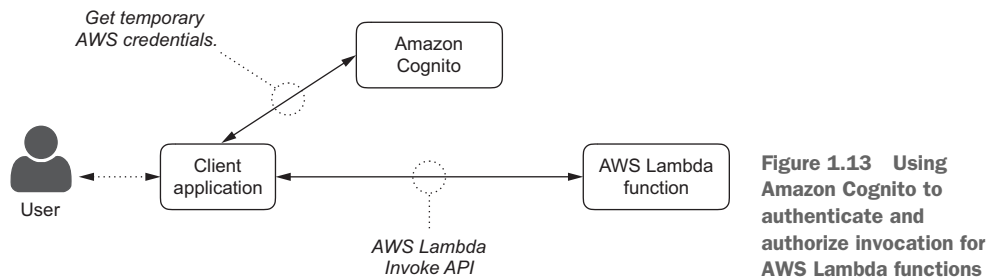 Get temporary
AWS credentials.
Amazon
Cognito
User
Client
application
AWS Lambda
function
AWS Lambda
Invoke API
Figure 1.13 Using
Amazon Cognito to
authenticate and
authorize invocation for
AWS Lambda functions